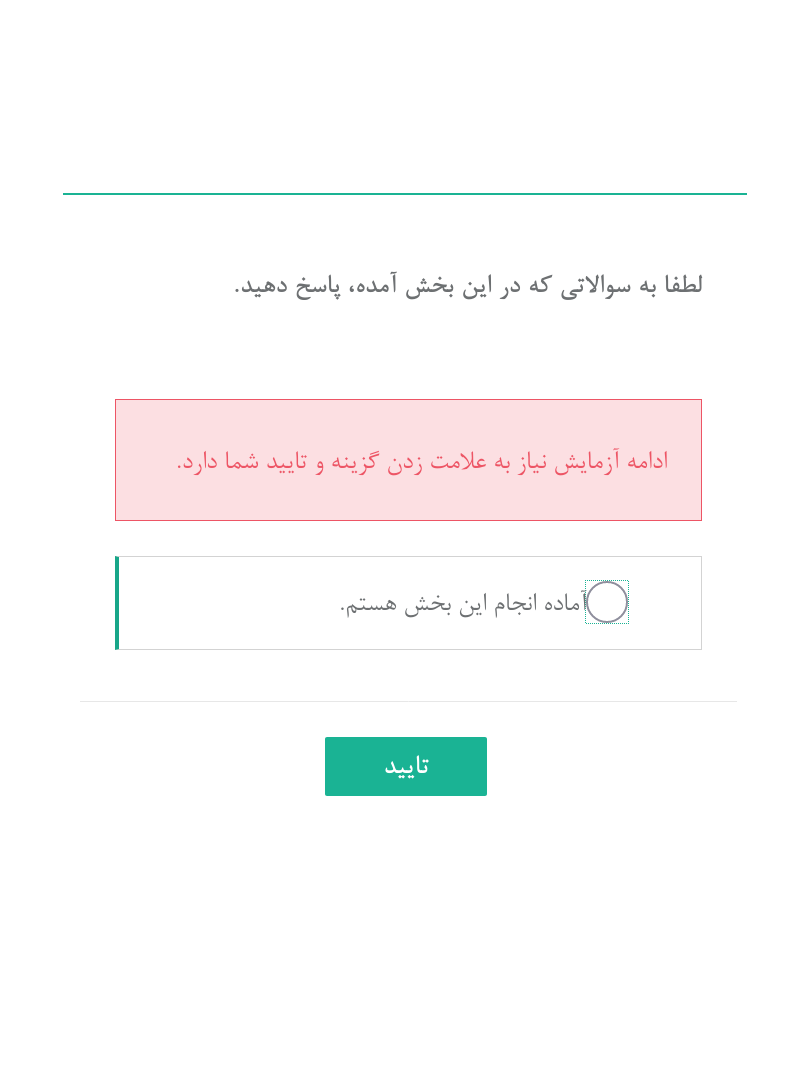 لطفا به سوالاتی که در این بخش آمده، پاسخ دهید.
ادامه آزمایش نیاز به علامت زدن گزینه و تایید شما دارد.
آماده انجام این بخش هستم.
تایید